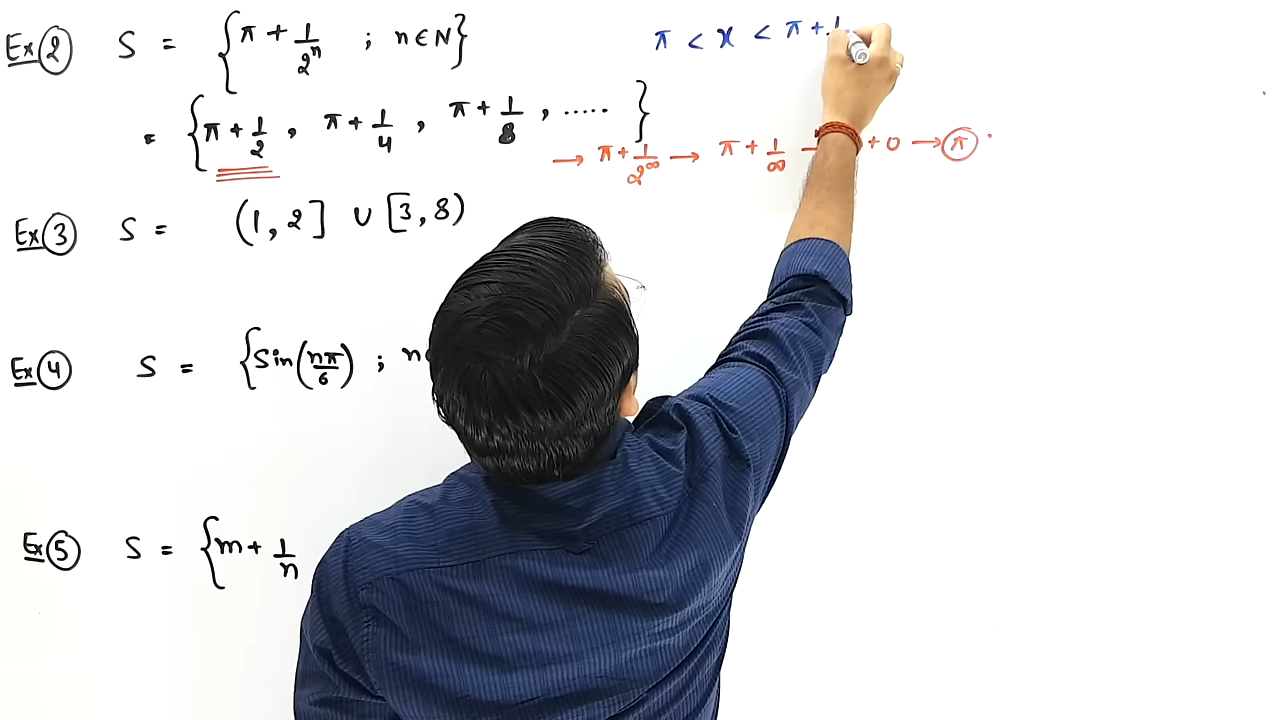 Ex ② S = { π + 1/2ⁿ ; n ∈ N }
π < x < π + 1
= { π + 1/2 , π + 1/4 , π + 1/8 , ..... }
→ π + 1/2^∞ → π + 1/∞ → + 0 → π
Ex ③ S = (1, 2] ∪ [3, 8)
Ex ④ S = { Sin(nπ/6) ; n
Ex ⑤ S = { m + 1/n